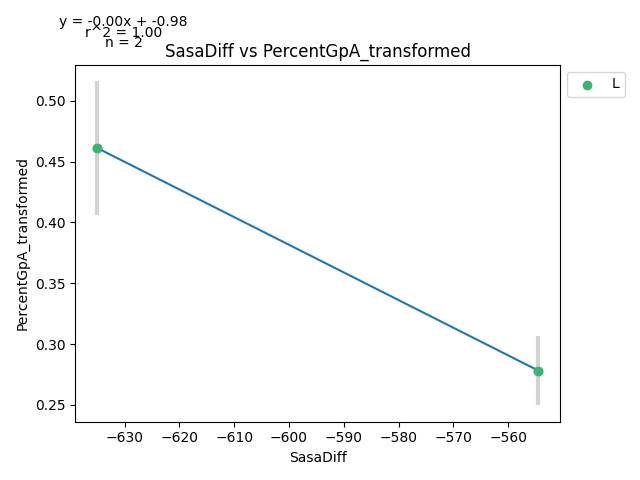 y = -0.00x + -0.98
r^2 = 1.00
n = 2
SasaDiff vs PercentGpA_transformed
L
PercentGpA_transformed
0.50
0.45
0.40
0.35
0.30
0.25
−630 −620 −610 −600 −590 −580 −570 −560
SasaDiff